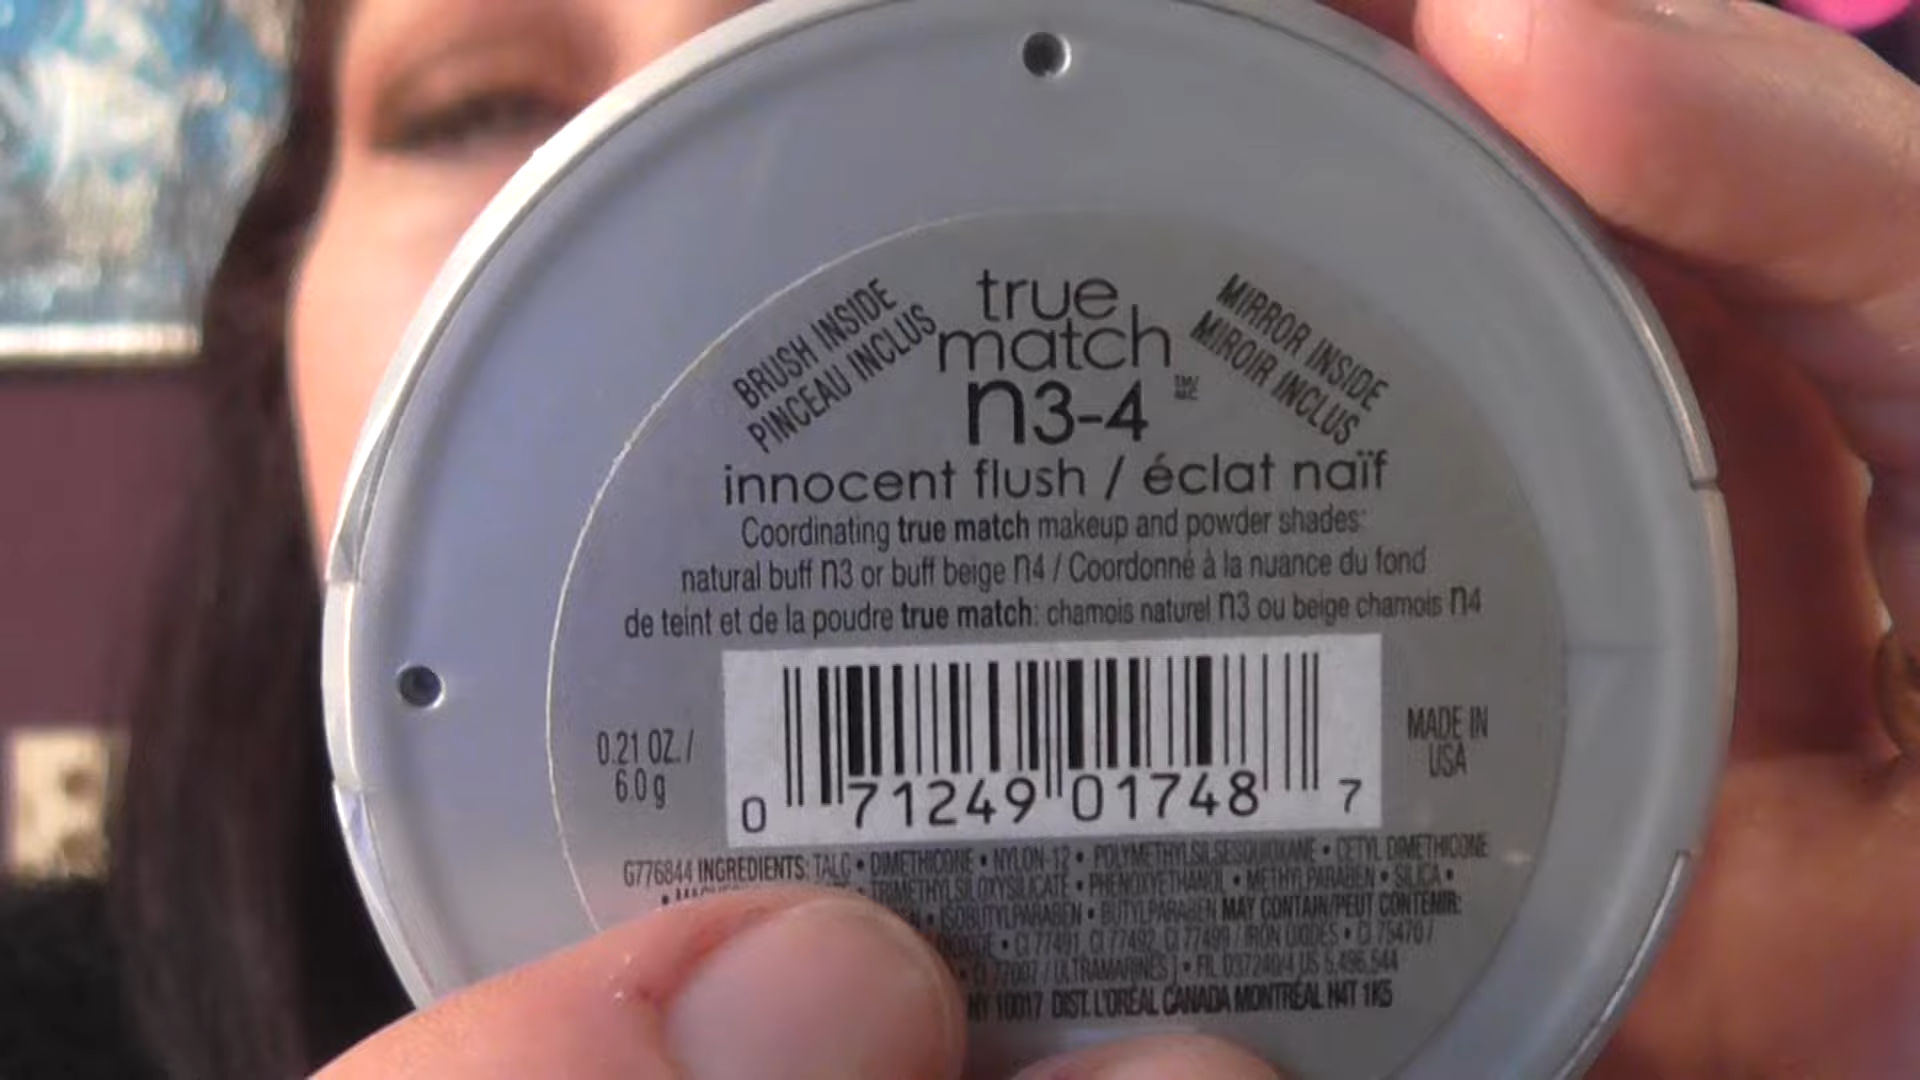 BRUSH INSIDE
PINCEAU INCLUS
true
match
n3-4 TM/MC
MIRROR INSIDE
MIROIR INCLUS
innocent flush / éclat naïf
Coordinating true match makeup and powder shades:
natural buff n3 or buff beige n4 / Coordonné à la nuance du fond
de teint et de la poudre true match: chamois naturel n3 ou beige chamois n4
0.21 OZ. /
6.0 g
0 71249 01748 7
MADE IN
USA
G776844 INGREDIENTS: TALC • DIMETHICONE • NYLON-12 • POLYMETHYLSILSESQUIOXANE • CETYL DIMETHICONE
• TRIMETHYLSILOXYSILICATE • PHENOXYETHANOL • METHYLPARABEN • SILICA •
• ISOBUTYLPARABEN • BUTYLPARABEN MAY CONTAIN/PEUT CONTENIR:
• CI 77491, CI 77492, CI 77499 / IRON OXIDES • CI 75470 /
• CI 77007 / ULTRAMARINES] • FIL D37240/4 US 5,496,544
NY 10017 DIST. L'ORÉAL CANADA MONTRÉAL H4T 1K5